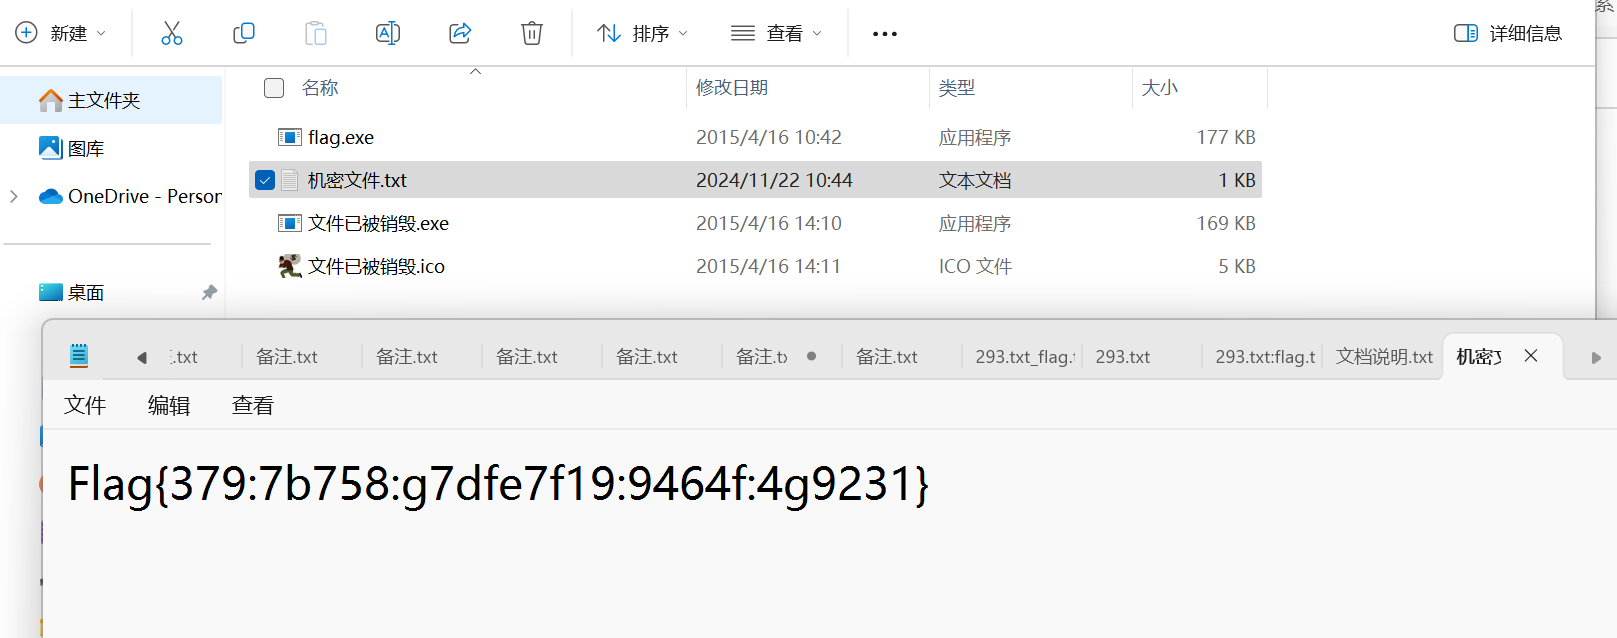 新建 排序 查看 ... 详细信息
名称 修改日期 类型 大小
主文件夹
flag.exe 2015/4/16 10:42 应用程序 177 KB
图库
机密文件.txt 2024/11/22 10:44 文本文档 1 KB
OneDrive - Persor
文件已被销毁.exe 2015/4/16 14:10 应用程序 169 KB
文件已被销毁.ico 2015/4/16 14:11 ICO 文件 5 KB
桌面
.txt 备注.txt 备注.txt 备注.txt 备注.txt 备注.tx 备注.txt 293.txt_flag.t 293.txt 293.txt:flag.t 文档说明.txt 机密文
文件 编辑 查看
Flag{379:7b758:g7dfe7f19:9464f:4g9231}